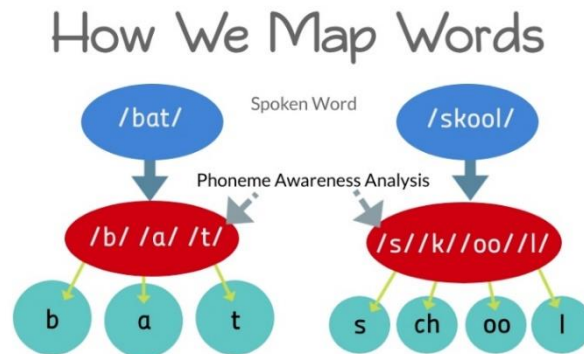 How We Map Words
Spoken Word
/bat/
/skool/
Phoneme Awareness Analysis
/b/ /a/ /t/
/s//k//oo//l/
b a t
s ch oo l